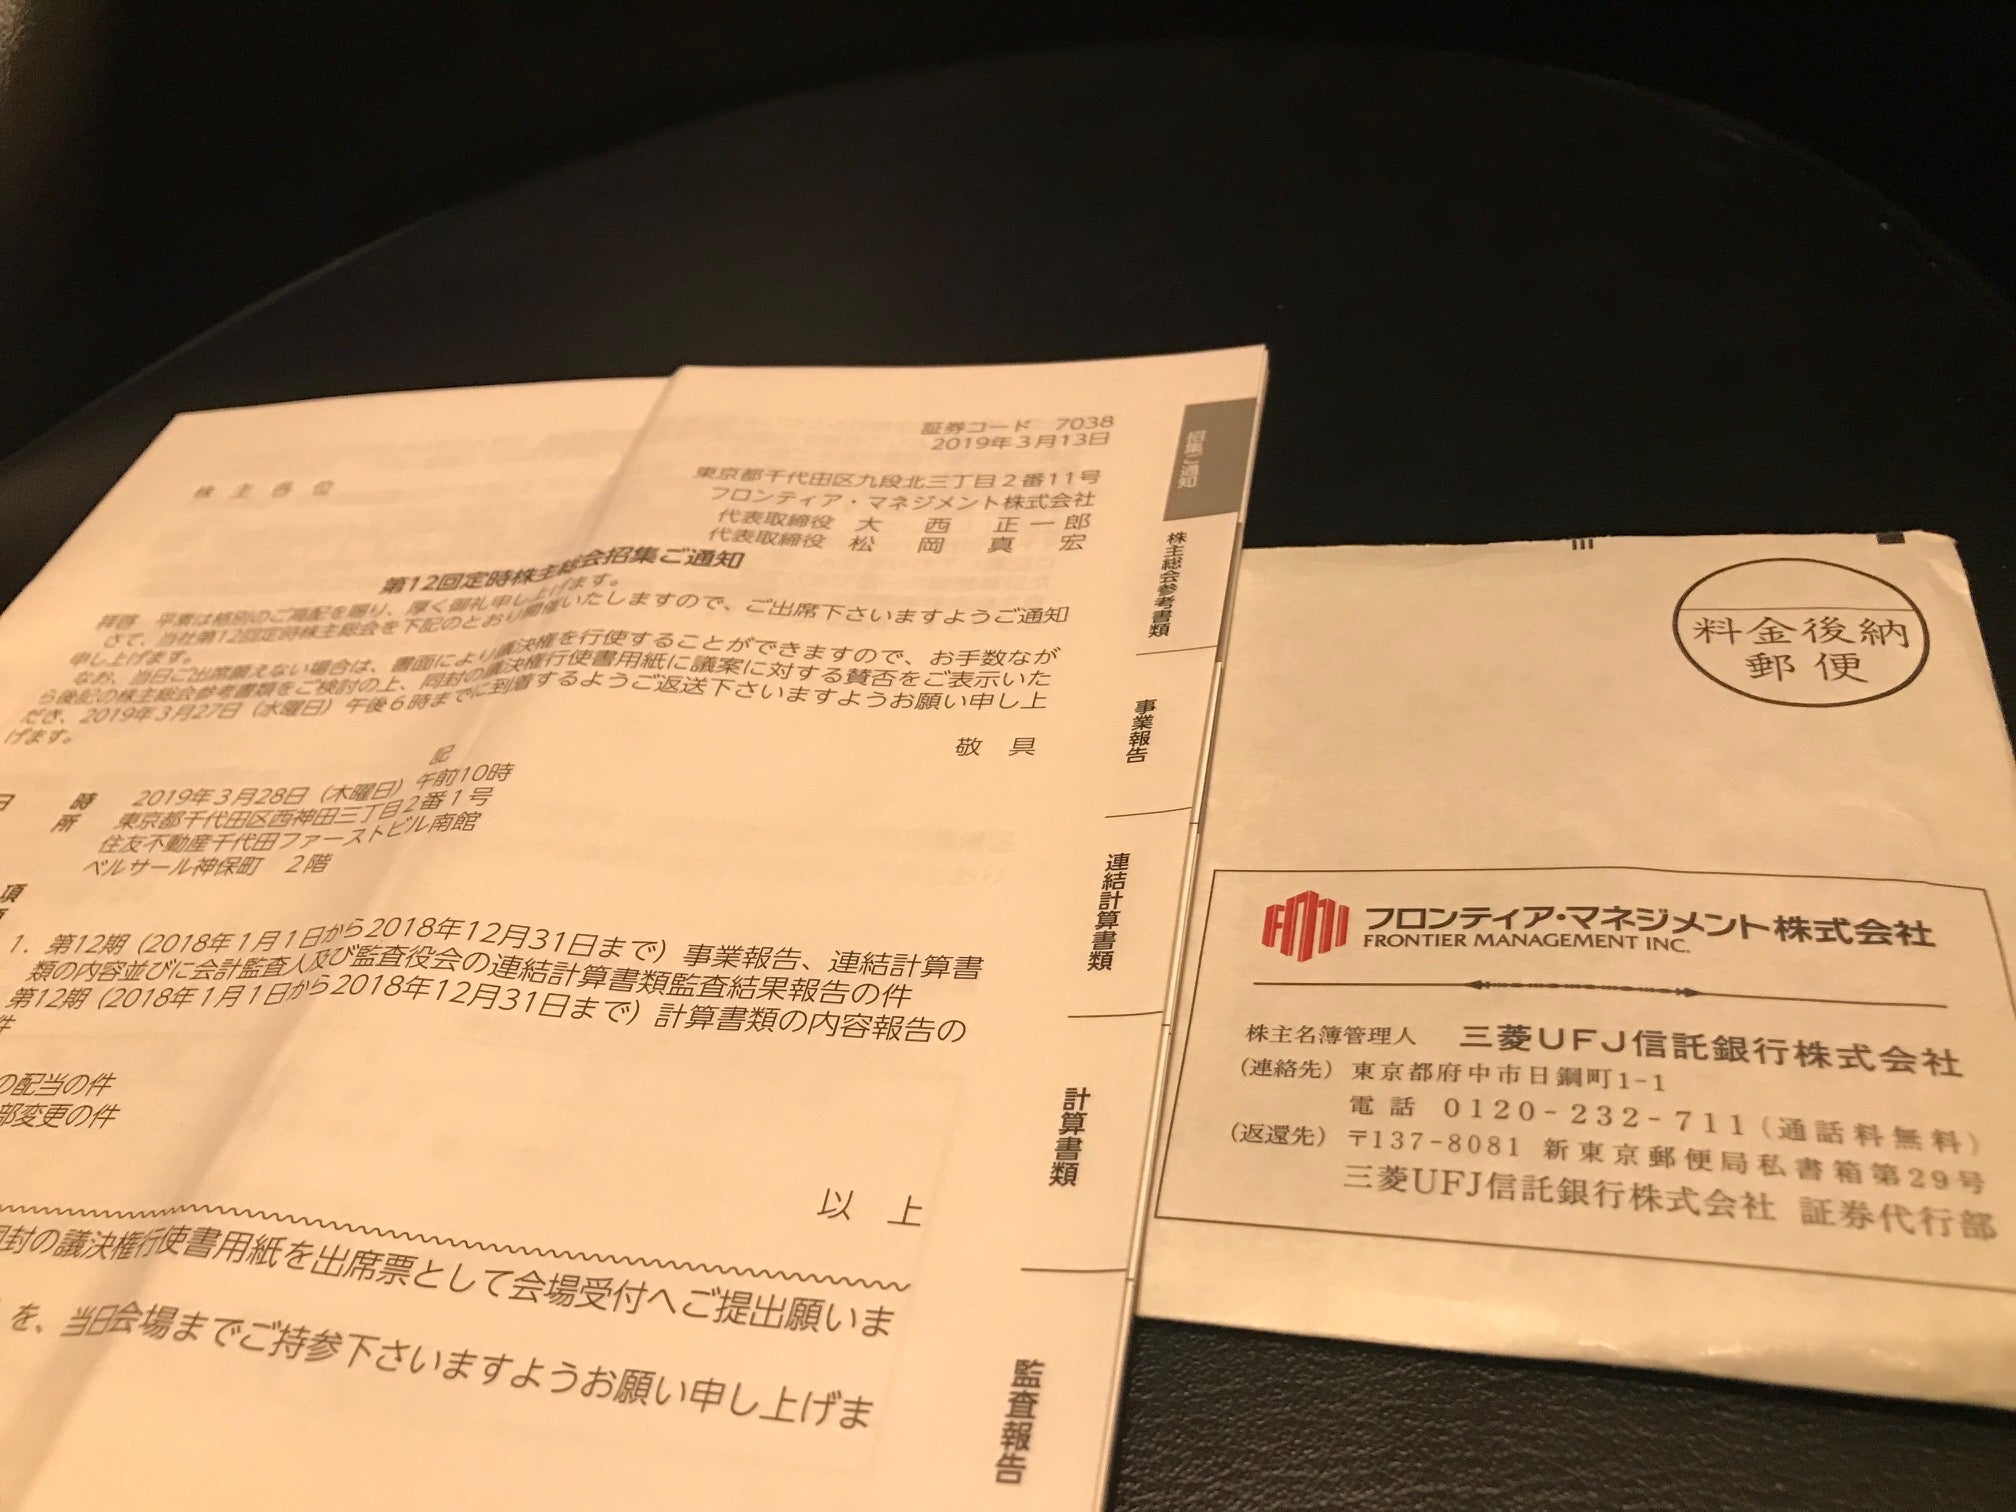 証券コード 7038
2019年3月13日
株主各位
東京都千代田区九段北三丁目2番11号
フロンティア・マネジメント株式会社
代表取締役 大西正一郎
代表取締役 松岡真宏
第12回定時株主総会招集ご通知
拝啓 平素は格別のご高配を賜り、厚く御礼申し上げます。
さて、当社第12回定時株主総会を下記のとおり開催いたしますので、ご出席下さいますようご通知
申し上げます。
なお、当日ご出席願えない場合は、書面により議決権を行使することができますので、お手数なが
ら後記の株主総会参考書類をご検討の上、同封の議決権行使書用紙に議案に対する賛否をご表示いた
だき、2019年3月27日（水曜日）午後6時までに到着するようご返送下さいますようお願い申し上
げます。
敬 具
記
日 時 2019年3月28日（木曜日）午前10時
所 東京都千代田区西神田三丁目2番1号
住友不動産千代田ファーストビル南館
ベルサール神保町 2階
項
1. 第12期（2018年1月1日から2018年12月31日まで）事業報告、連結計算書
類の内容並びに会計監査人及び監査役会の連結計算書類監査結果報告の件
第12期（2018年1月1日から2018年12月31日まで）計算書類の内容報告の
件
の配当の件
部変更の件
以 上
同封の議決権行使書用紙を出席票として会場受付へご提出願いま
を、当日会場までご持参下さいますようお願い申し上げま
招集ご通知
株主総会参考書類
事業報告
連結計算書類
計算書類
監査報告
料金後納
郵便
FMI フロンティア・マネジメント株式会社
FRONTIER MANAGEMENT INC.
株主名簿管理人 三菱UFJ信託銀行株式会社
（連絡先）東京都府中市日鋼町1-1
電話 0120-232-711（通話料無料）
（返還先）〒137-8081 新東京郵便局私書箱第29号
三菱UFJ信託銀行株式会社 証券代行部